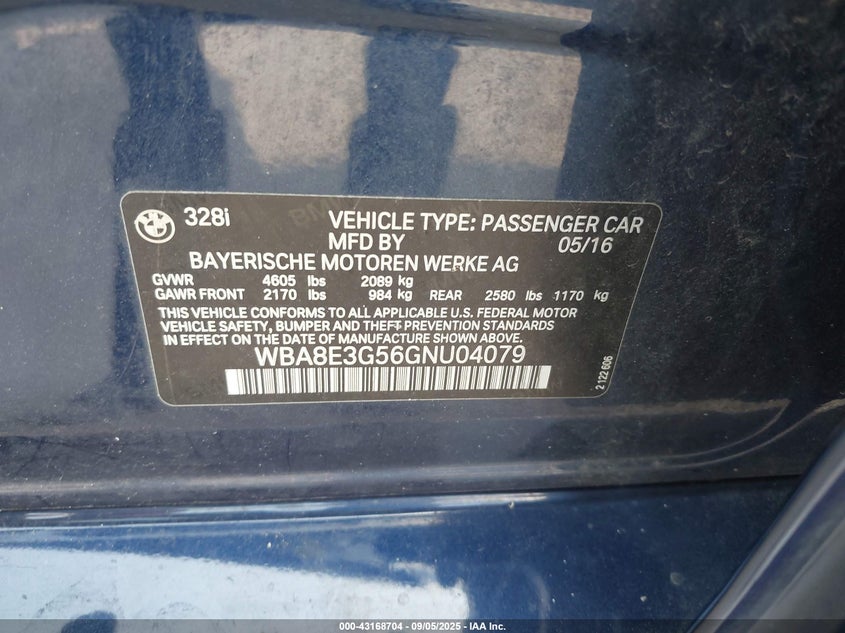 328i
VEHICLE TYPE: PASSENGER CAR
MFD BY 05/16
BAYERISCHE MOTOREN WERKE AG
GVWR 4605 lbs 2089 kg
GAWR FRONT 2170 lbs 984 kg REAR 2580 lbs 1170 kg
THIS VEHICLE CONFORMS TO ALL APPLICABLE U.S. FEDERAL MOTOR
VEHICLE SAFETY, BUMPER AND THEFT PREVENTION STANDARDS
IN EFFECT ON THE DATE OF MANUFACTURE SHOWN ABOVE.
WBA8E3G56GNU04079
2 122 606
000-43168704 - 09/05/2025 - IAA Inc.